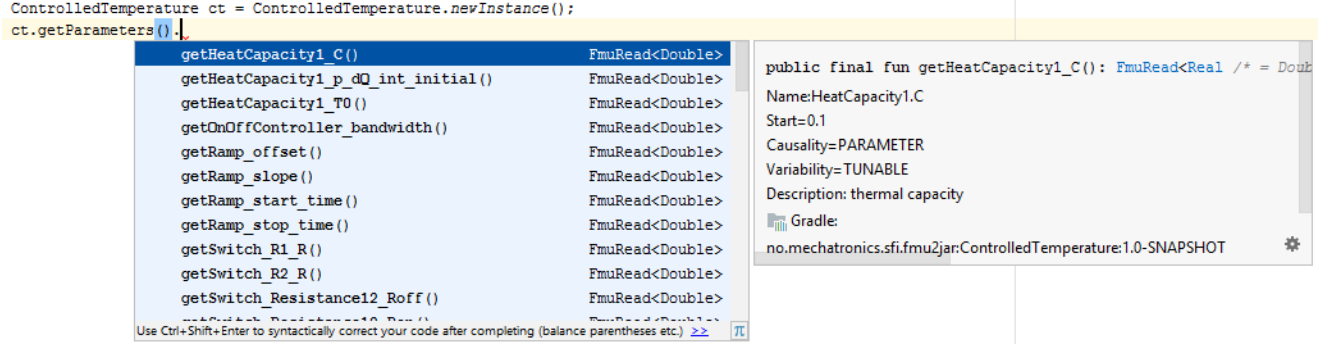 ControlledTemperature ct = ControlledTemperature.newInstance();
ct.getParameters().
getHeatCapacity1_C() FmuRead<Double>
getHeatCapacity1_p_dQ_int_initial() FmuRead<Double>
getHeatCapacity1_T0() FmuRead<Double>
getOnOffController_bandwidth() FmuRead<Double>
getRamp_offset() FmuRead<Double>
getRamp_slope() FmuRead<Double>
getRamp_start_time() FmuRead<Double>
getRamp_stop_time() FmuRead<Double>
getSwitch_R1_R() FmuRead<Double>
getSwitch_R2_R() FmuRead<Double>
getSwitch_Resistance12_Roff() FmuRead<Double>
Use Ctrl+Shift+Enter to syntactically correct your code after completing (balance parentheses etc.) >> π
public final fun getHeatCapacity1_C(): FmuRead<Real /* = Doub
Name:HeatCapacity1.C
Start=0.1
Causality=PARAMETER
Variability=TUNABLE
Description: thermal capacity
Gradle:
no.mechatronics.sfi.fmu2jar:ControlledTemperature:1.0-SNAPSHOT